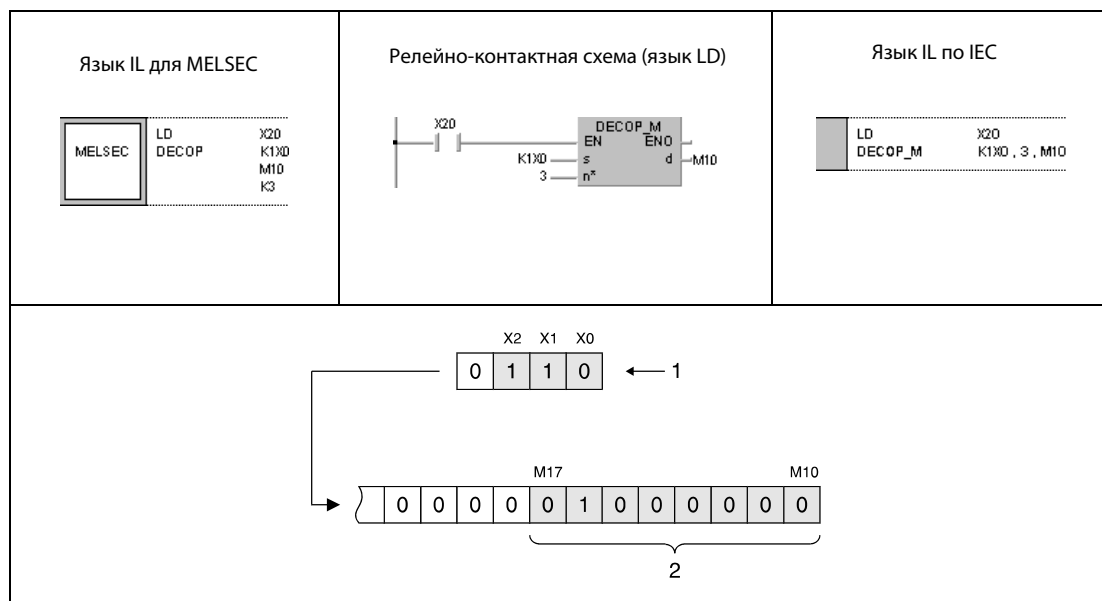 Язык IL для MELSEC
MELSEC
LD X20
DECOP K1X0
M10
K3
Релейно-контактная схема (язык LD)
X20
DECOP_M
EN ENO
K1X0 s d M10
3 n*
Язык IL по IEC
LD X20
DECOP_M K1X0 , 3 , M10
X2 X1 X0
0 1 1 0 1
M17 M10
0 0 0 0 0 1 0 0 0 0 0 0
2